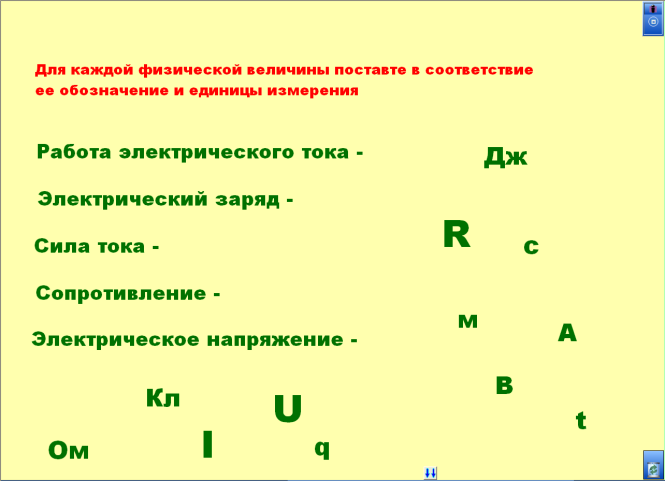 Для каждой физической величины поставте в соответствие
ее обозначение и единицы измерения
Работа электрического тока -
Дж
Электрический заряд -
R
с
Сила тока -
Сопротивление -
м
А
Электрическое напряжение -
В
Кл
U
t
I
q
Ом